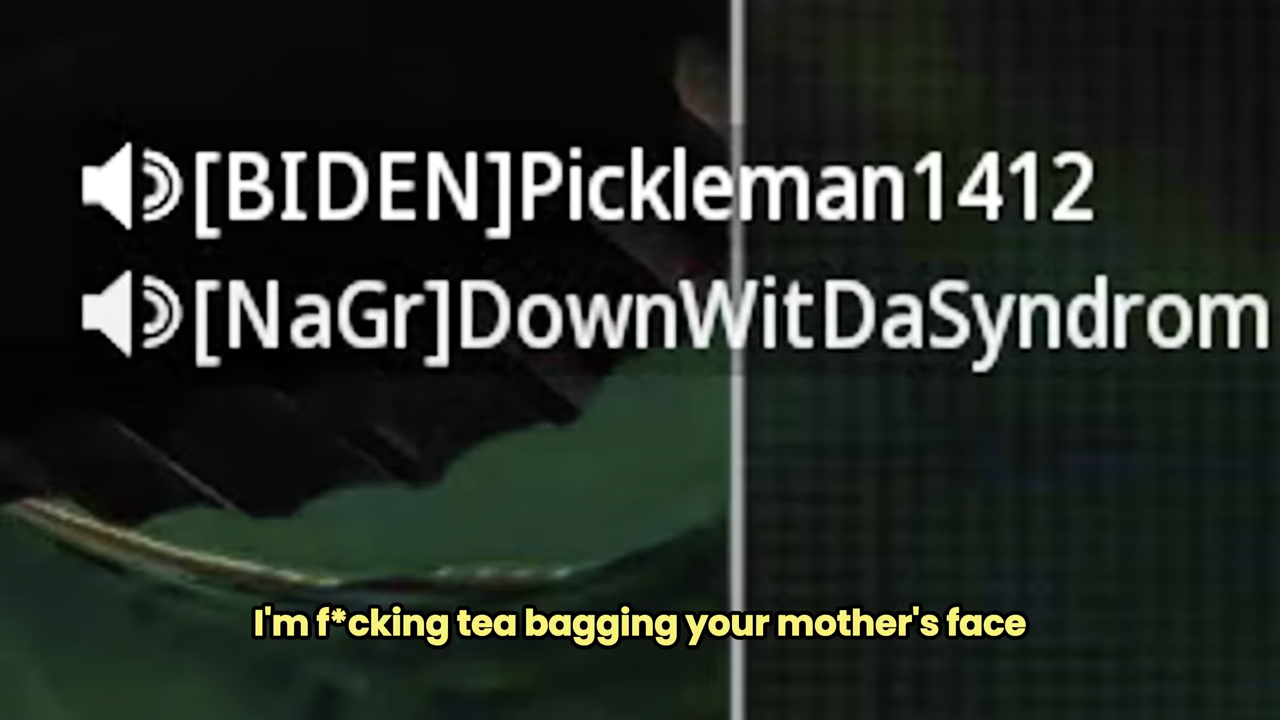 [BIDEN]Pickleman1412
[NaGr]DownWitDaSyndrom
I'm f*cking tea bagging your mother's face